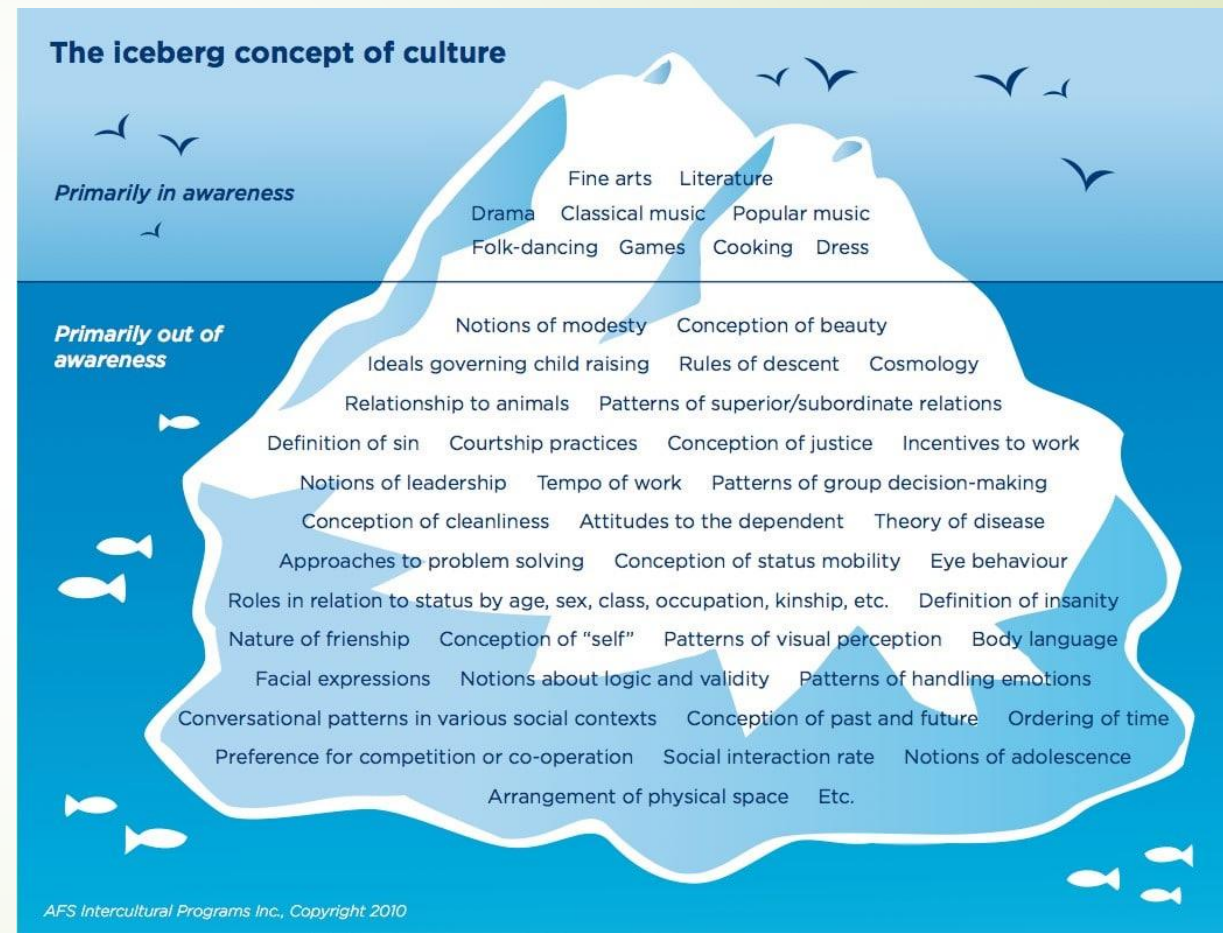 The iceberg concept of culture
Primarily in awareness
Fine arts Literature
Drama Classical music Popular music
Folk-dancing Games Cooking Dress
Primarily out of
awareness
Notions of modesty Conception of beauty
Ideals governing child raising Rules of descent Cosmology
Relationship to animals Patterns of superior/subordinate relations
Definition of sin Courtship practices Conception of justice Incentives to work
Notions of leadership Tempo of work Patterns of group decision-making
Conception of cleanliness Attitudes to the dependent Theory of disease
Approaches to problem solving Conception of status mobility Eye behaviour
Roles in relation to status by age, sex, class, occupation, kinship, etc. Definition of insanity
Nature of frienship Conception of “self” Patterns of visual perception Body language
Facial expressions Notions about logic and validity Patterns of handling emotions
Conversational patterns in various social contexts Conception of past and future Ordering of time
Preference for competition or co-operation Social interaction rate Notions of adolescence
Arrangement of physical space Etc.
AFS Intercultural Programs Inc., Copyright 2010